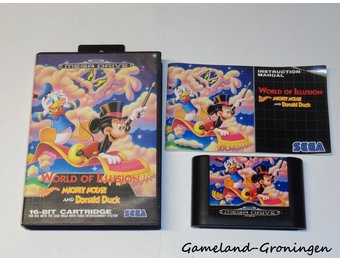 MEGA DRIVE
WORLD OF ILLUSION
Starring MICKEY MOUSE
AND Donald Duck
16-BIT CARTRIDGE
SEGA
INSTRUCTION
MANUAL
WORLD OF ILLUSION
Starring MICKEY MOUSE
AND Donald Duck
SEGA
MEGA DRIVE
Gameland-Groningen